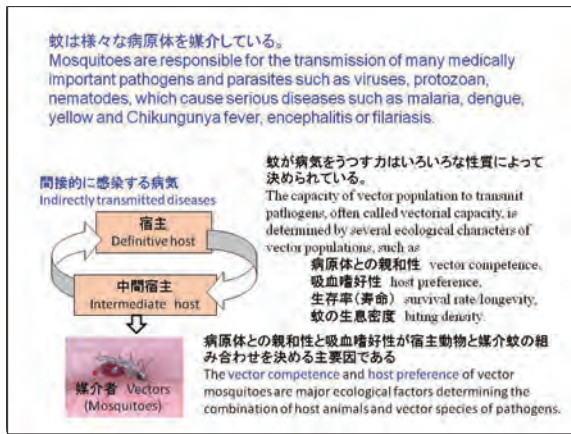 蚊は様々な病原体を媒介している。
Mosquitoes are responsible for the transmission of many medically
important pathogens and parasites such as viruses, protozoan,
nematodes, which cause serious diseases such as malaria, dengue,
yellow and Chikungunya fever, encephalitis or filariasis.
間接的に感染する病気
Indirectly transmitted diseases
宿主
Definitive host
中間宿主
Intermediate host
媒介者 Vectors
(Mosquitoes)
蚊が病気をうつす力はいろいろな性質によって
決められている。
The capacity of vector population to transmit
pathogens, often called vectorial capacity, is
determined by several ecological characters of
vector populations, such as
病原体との親和性 vector competence,
吸血嗜好性 host preference,
生存率(寿命) survival rate/longevity,
蚊の生息密度 biting density.
病原体との親和性と吸血嗜好性が宿主動物と媒介蚊の組
み合わせを決める主要因である
The vector competence and host preference of vector
mosquitoes are major ecological factors determining the
combination of host animals and vector species of pathogens.